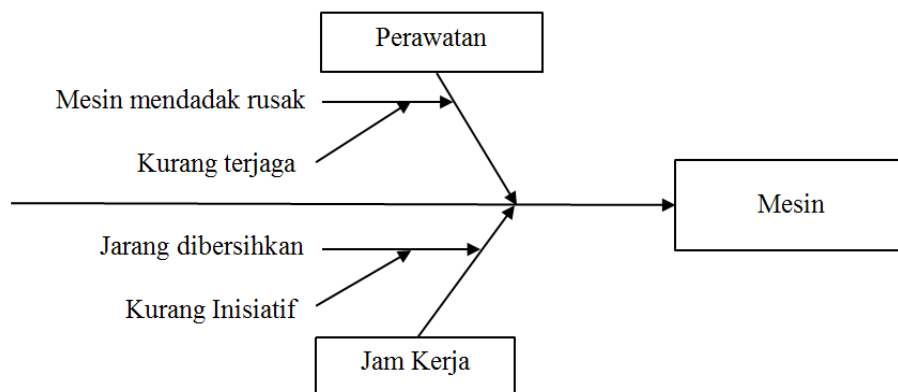 Perawatan
Mesin mendadak rusak
Kurang terjaga
Mesin
Jarang dibersihkan
Kurang Inisiatif
Jam Kerja